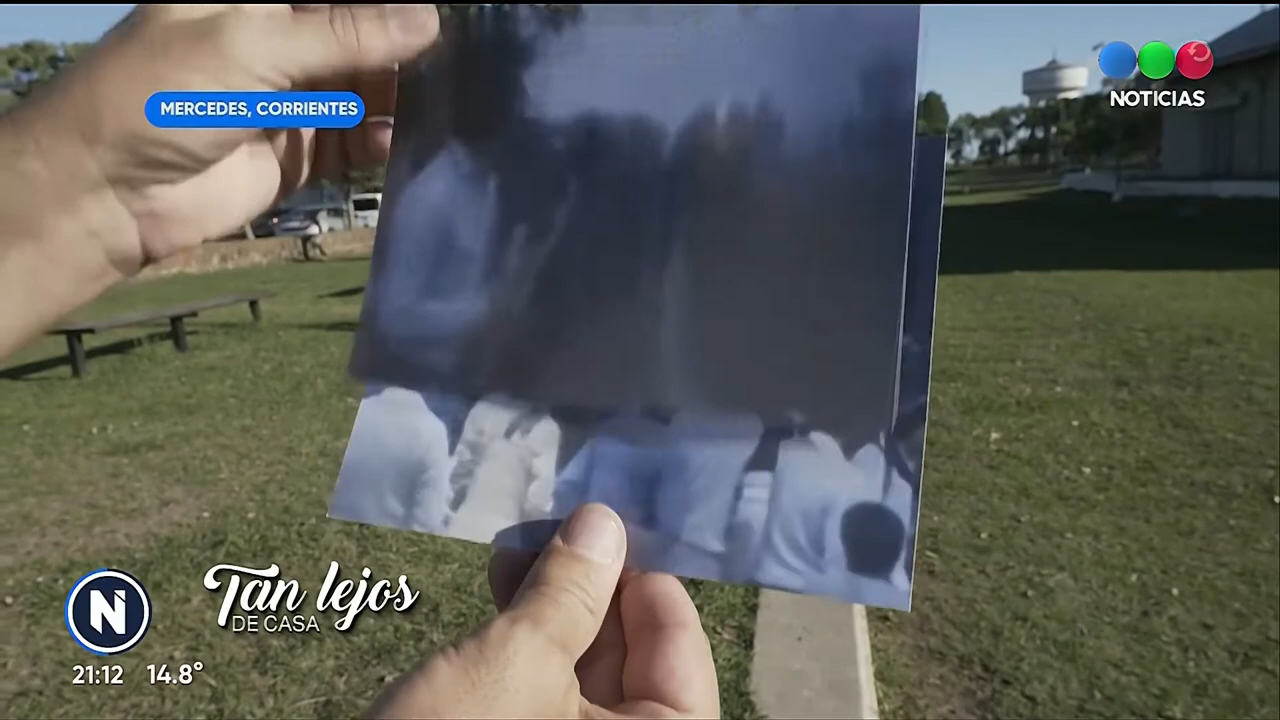 MERCEDES, CORRIENTES
NOTICIAS
N
Tan lejos
DE CASA
21:12 14.8°